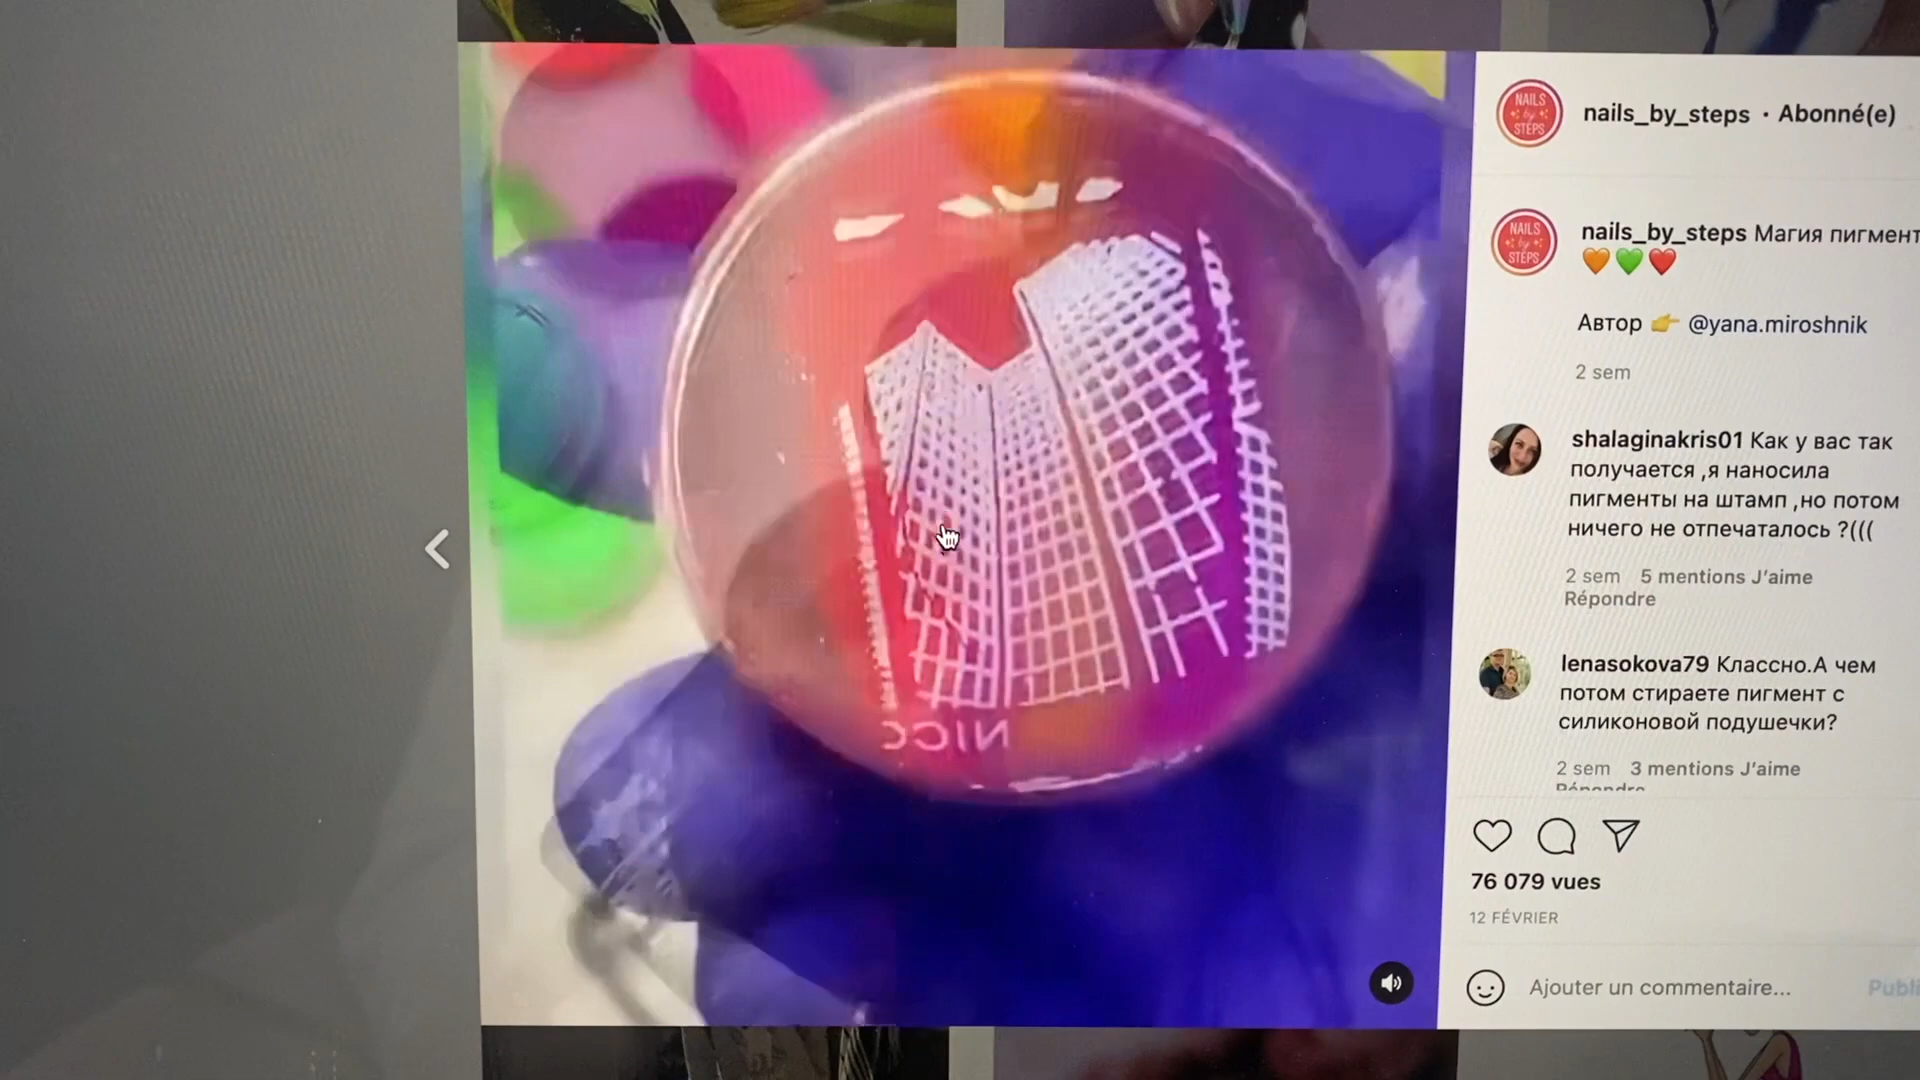 NAILS
by
STEPS
nails_by_steps • Abonné(e)
NAILS
by
STEPS
nails_by_steps Магия пигмент
🧡💚❤️
Автор 👉 @yana.miroshnik
2 sem
shalaginakris01 Как у вас так
получается ,я наносила
пигменты на штамп ,но потом
ничего не отпечаталось ?(((
2 sem 5 mentions J'aime
Répondre
lenasokova79 Классно.А чем
потом стираете пигмент с
силиконовой подушечки?
2 sem 3 mentions J'aime
Répondre
76 079 vues
12 FÉVRIER
Ajouter un commentaire...
Publi